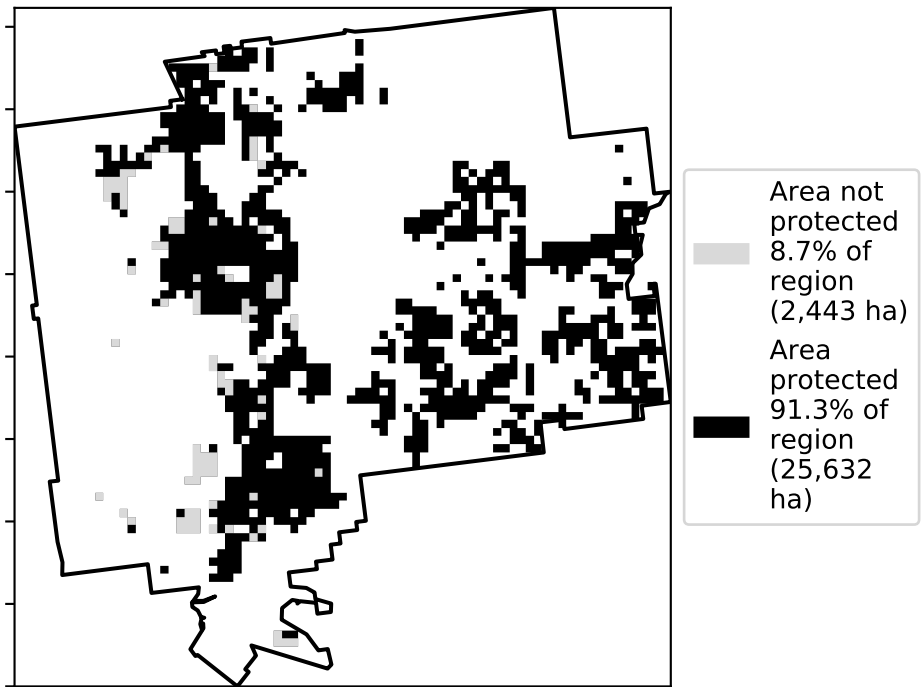 Area not
protected
8.7% of
region
(2,443 ha)
Area
protected
91.3% of
region
(25,632
ha)